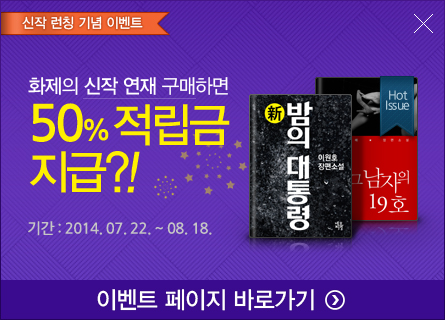 신작 런칭 기념 이벤트
화제의 신작 연재 구매하면
50% 적립금
지급?!
기간 : 2014. 07. 22. ~ 08. 18.
新
밤의 대통령
이원호
장편소설
Hot
Issue
그 남자의
19호
이벤트 페이지 바로가기